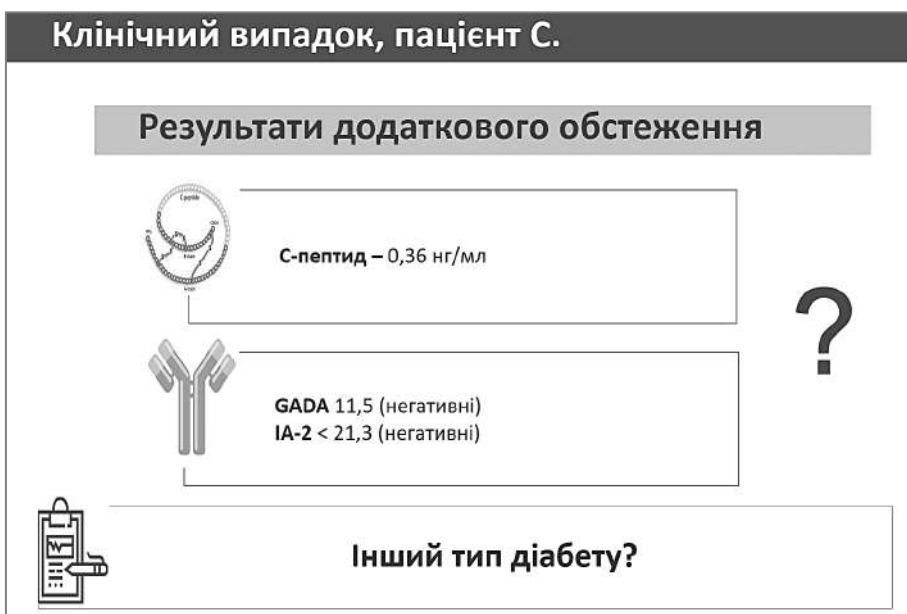 Клінічний випадок, пацієнт С.
Результати додаткового обстеження
С-пептид – 0,36 нг/мл
?
GADA 11,5 (негативні)
IA-2 < 21,3 (негативні)
Інший тип діабету?